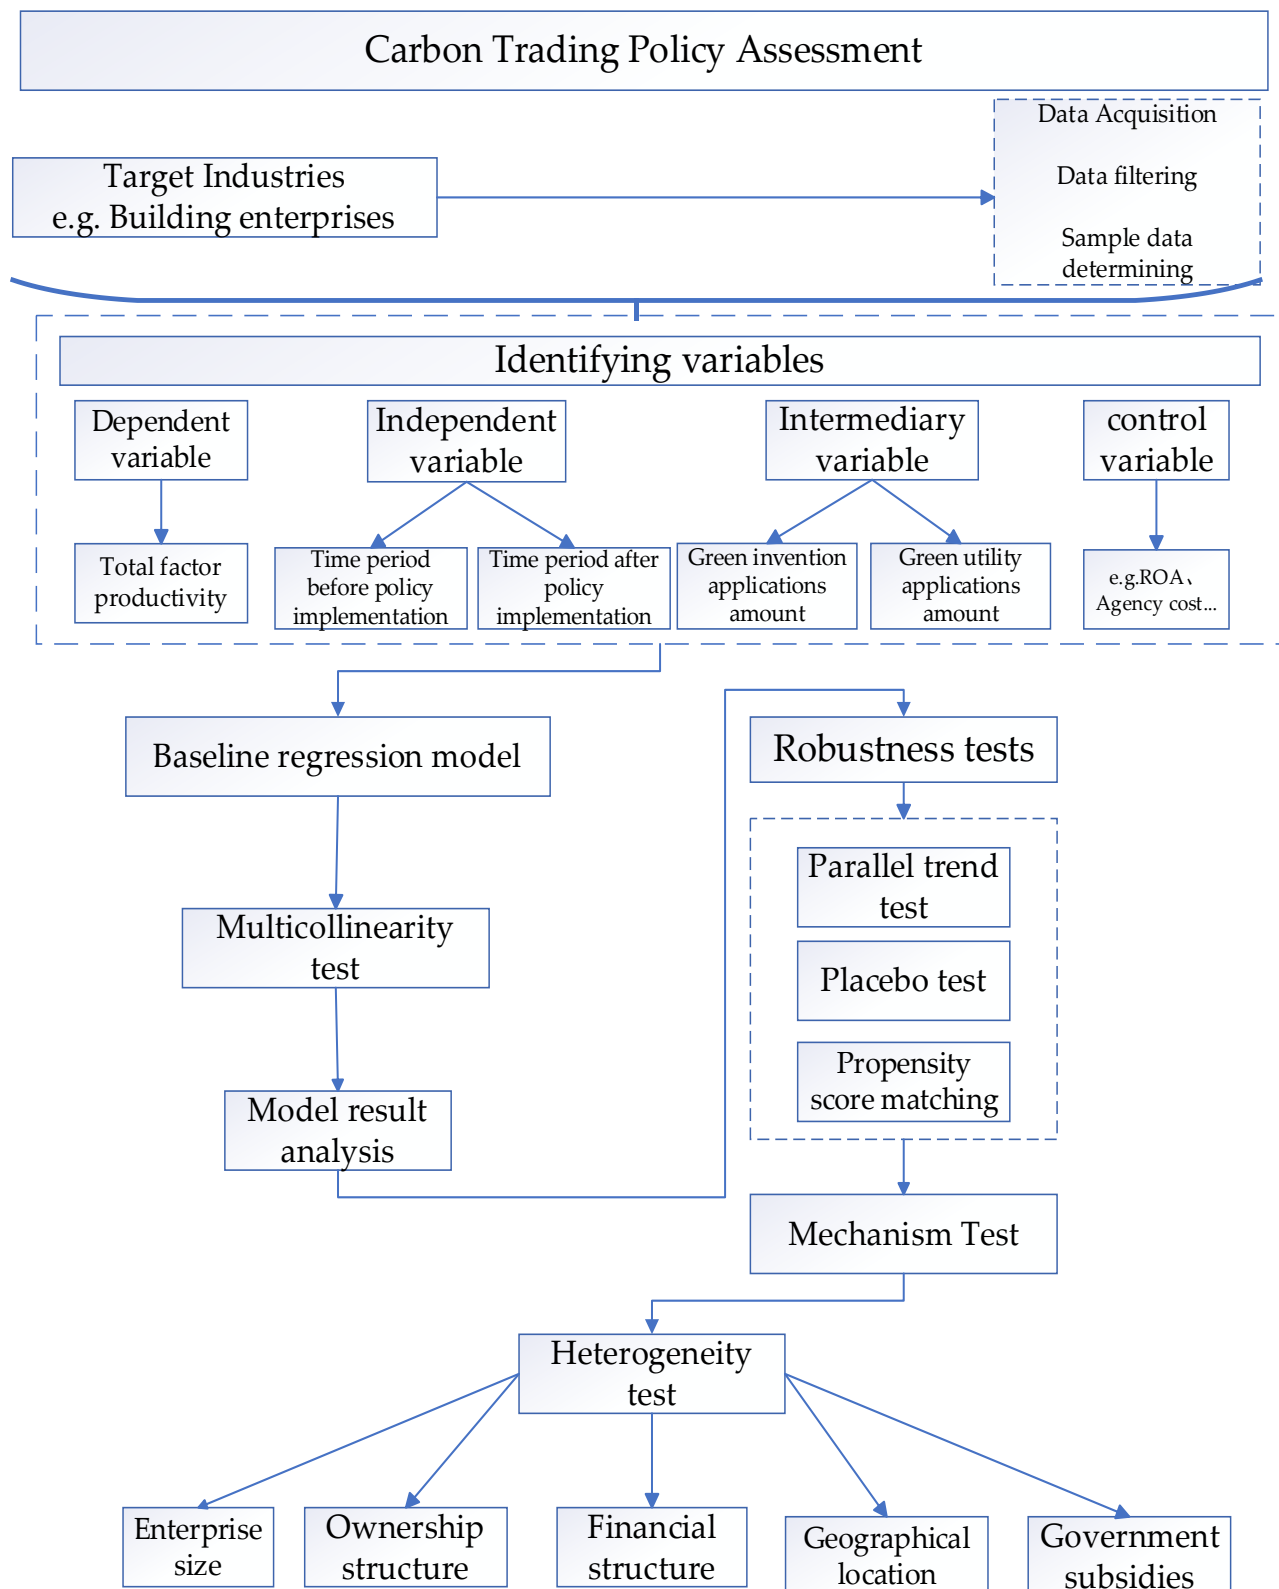 Carbon Trading Policy Assessment
Target Industries
e.g. Building enterprises
Data Acquisition
Data filtering
Sample data
determining
Identifying variables
Dependent
variable
Independent
variable
Intermediary
variable
control
variable
Total factor
productivity
Time period
before policy
implementation
Time period after
policy
implementation
Green invention
applications
amount
Green utility
applications
amount
e.g.ROA、
Agency cost...
Baseline regression model
Multicollinearity
test
Model result
analysis
Robustness tests
Parallel trend
test
Placebo test
Propensity
score matching
Mechanism Test
Heterogeneity
test
Enterprise
size
Ownership
structure
Financial
structure
Geographical
location
Government
subsidies